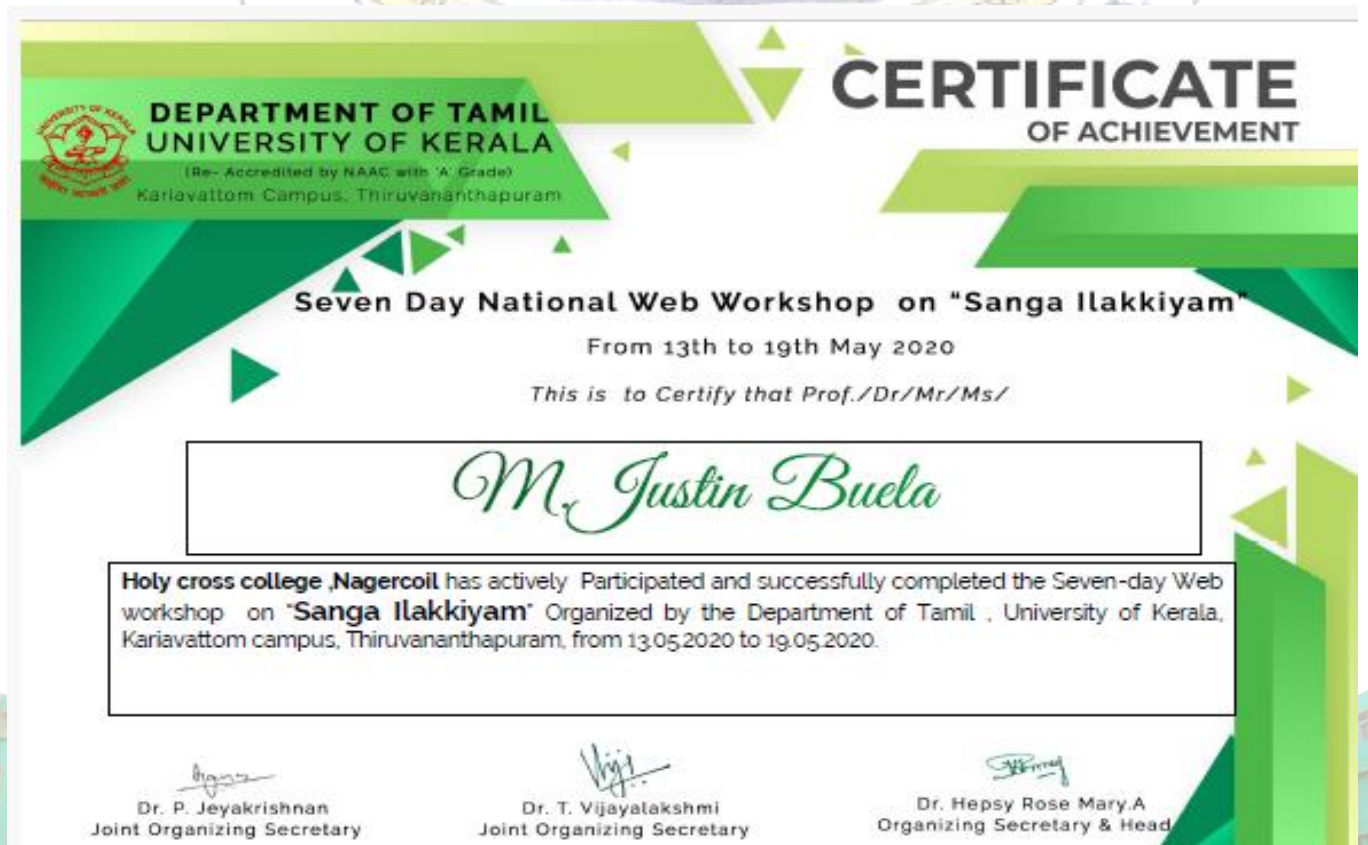 DEPARTMENT OF TAMIL
UNIVERSITY OF KERALA
(Re- Accredited by NAAC with 'A' Grade)
Kariavattom Campus, Thiruvananthapuram
CERTIFICATE
OF ACHIEVEMENT
Seven Day National Web Workshop on "Sanga Ilakkiyam"
From 13th to 19th May 2020
This is to Certify that Prof./Dr/Mr/Ms/
M. Justin Buela
Holy cross college ,Nagercoil has actively Participated and successfully completed the Seven-day Web
workshop on "Sanga Ilakkiyam" Organized by the Department of Tamil , University of Kerala,
Kariavattom campus, Thiruvananthapuram, from 13.05.2020 to 19.05.2020.
Dr. P. Jeyakrishnan
Joint Organizing Secretary
Dr. T. Vijayalakshmi
Joint Organizing Secretary
Dr. Hepsy Rose Mary.A
Organizing Secretary & Head